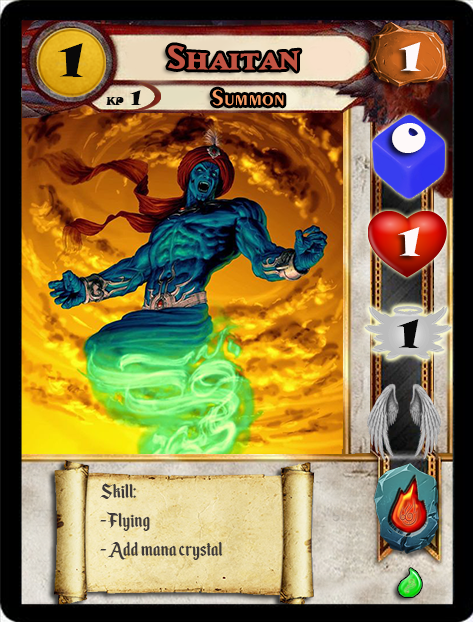 1
Shaitan
1
KP 1
Summon
1
1
Skill:
- Flying
- Add mana crystal